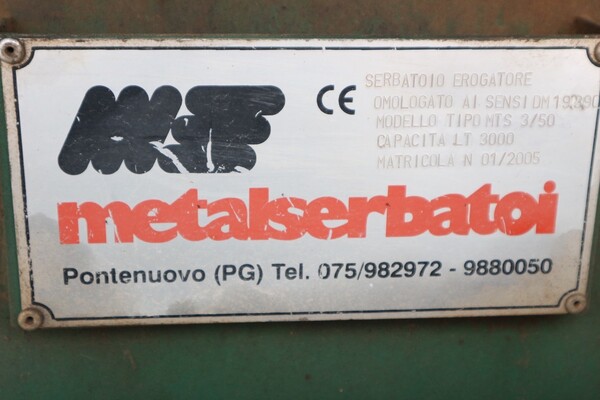 CE
SERBATOIO EROGATORE
OMOLOGATO AI SENSI DM
MODELLO TIPO MTS 3/50
CAPACITA LT 3000
MATRICOLA N 01/2005
metalserbatoi
Pontenuovo (PG) Tel. 075/982972 - 9880050